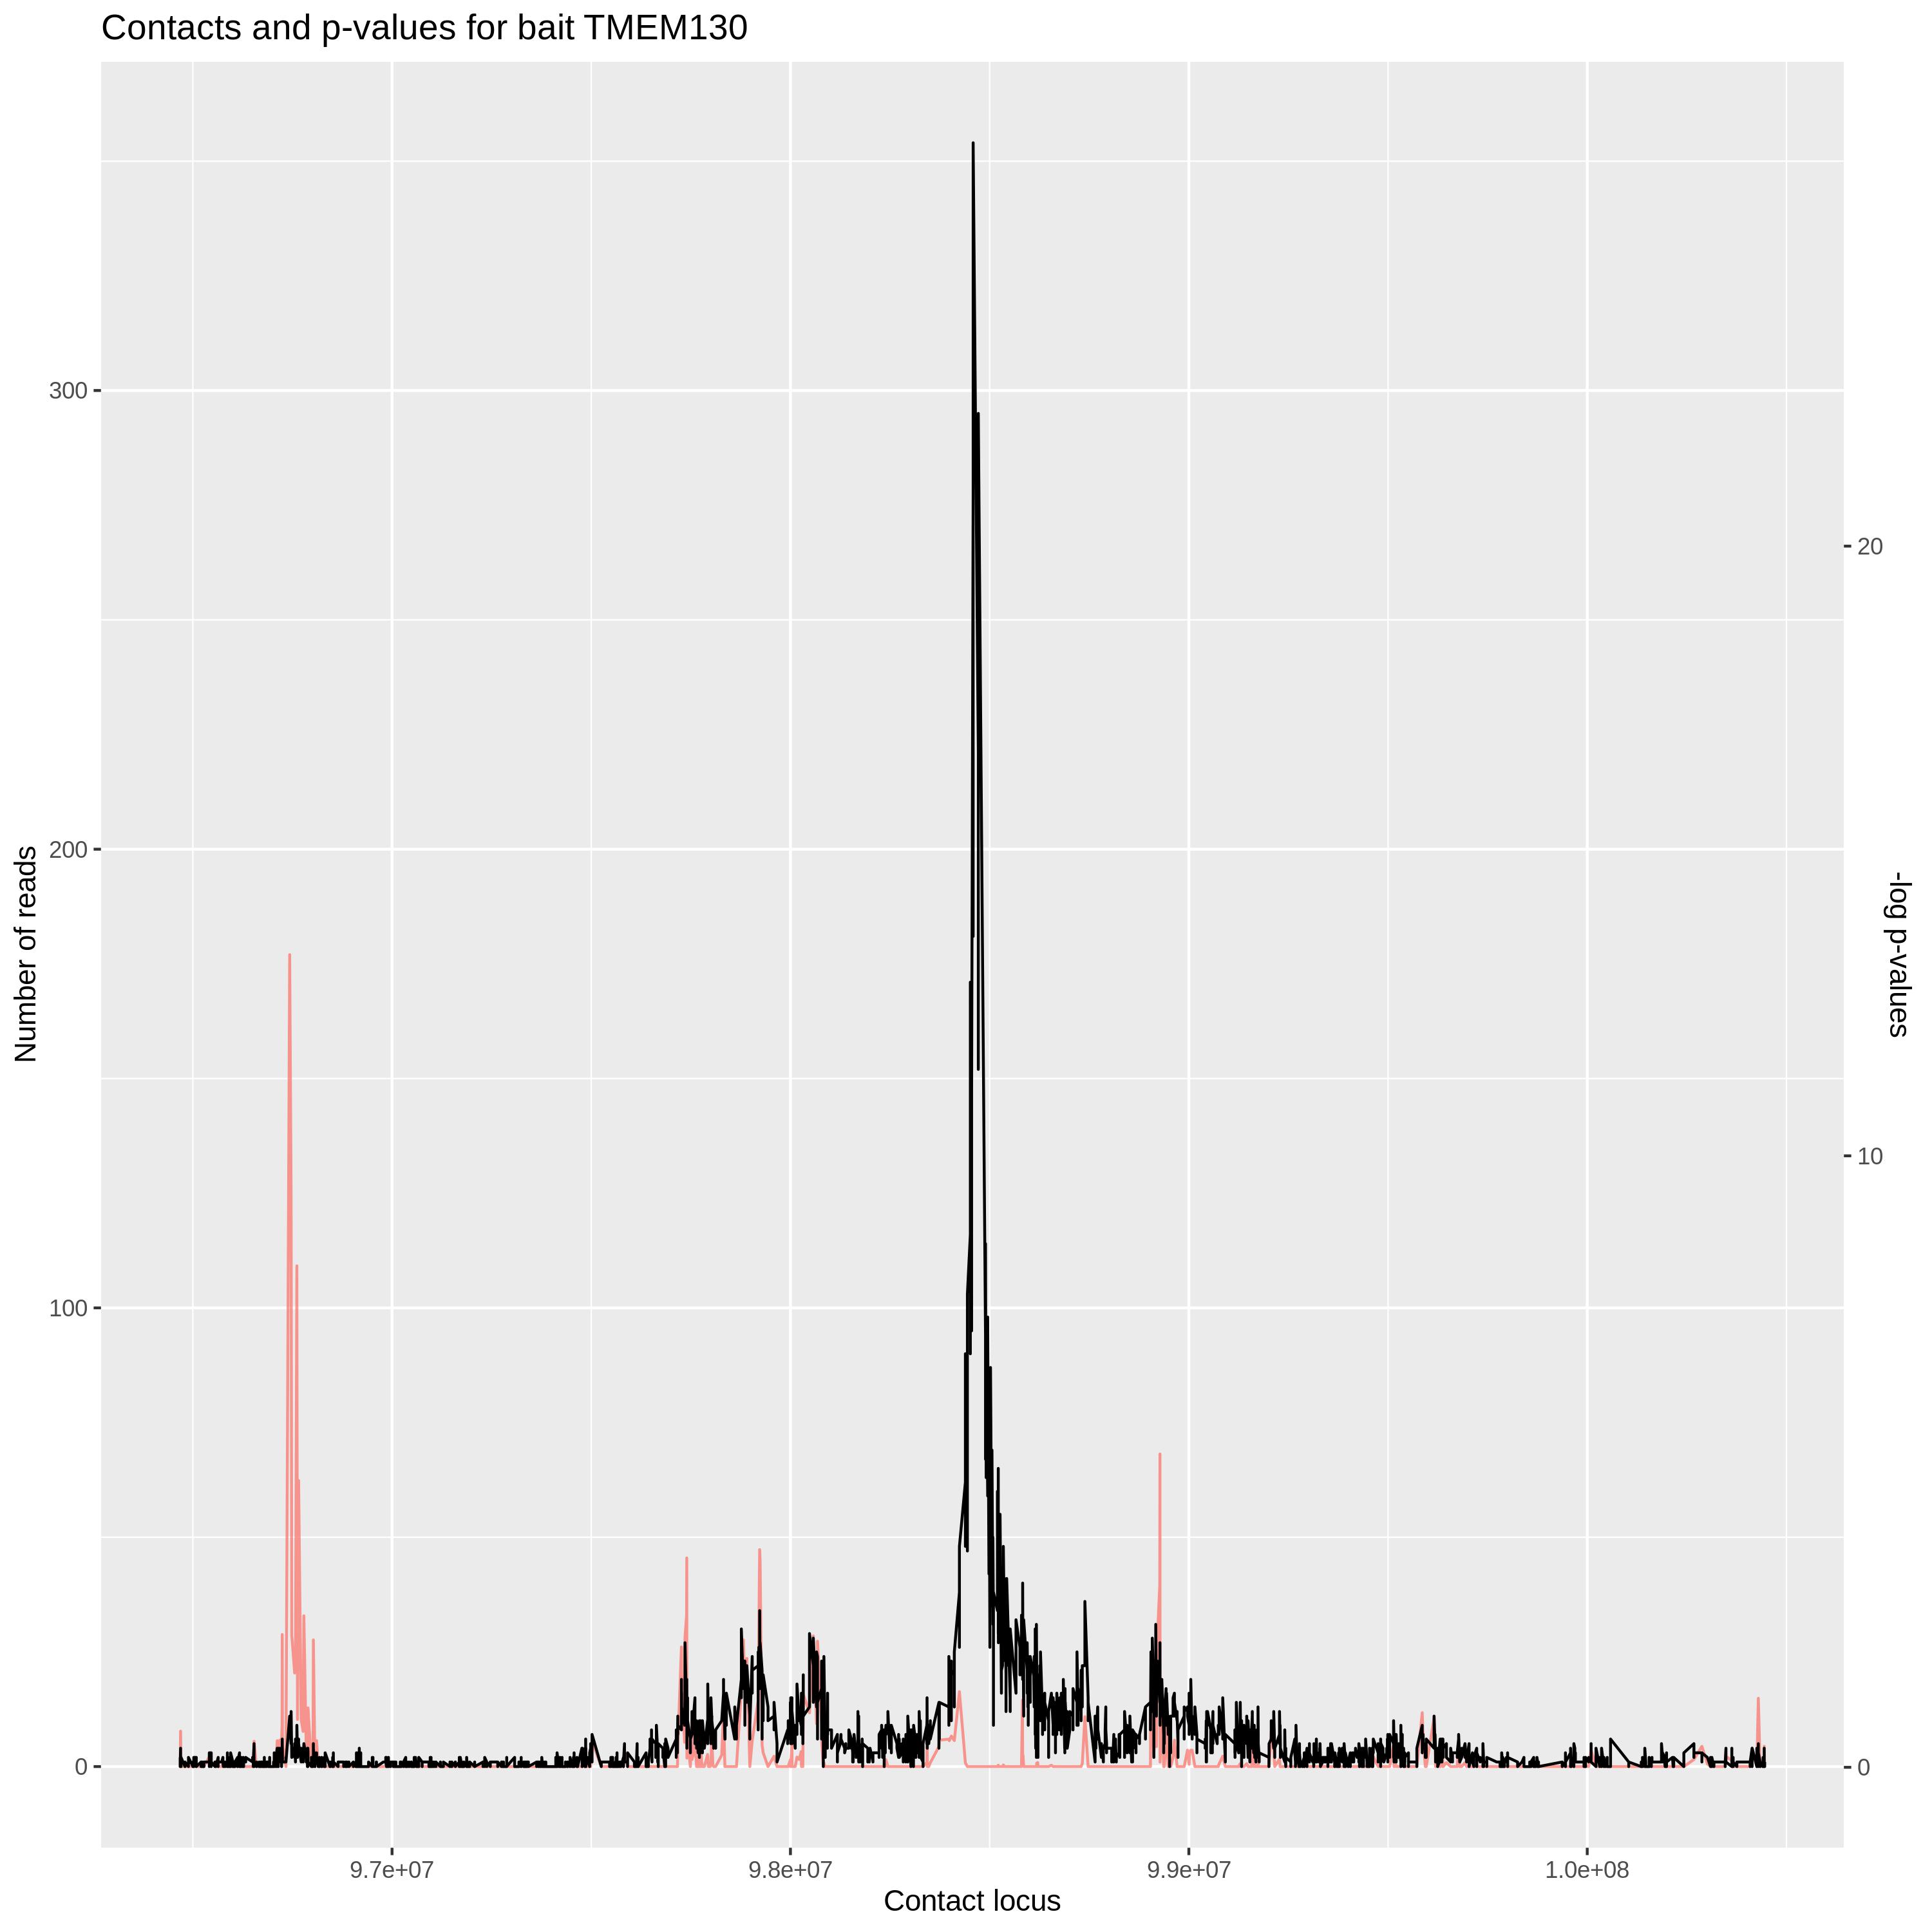 Contacts and p-values for bait TMEM130
300
200
100
0
Number of reads
20
10
0
-log p-values
9.7e+07
9.8e+07
9.9e+07
1.0e+08
Contact locus